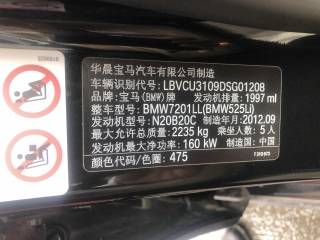 华晨宝马汽车有限公司制造
车辆识别代号: LBVCU3109DSG01208
品牌: 宝马(BMW)牌 发动机排量: 1997 ml
整车型号: BMW7201LL(BMW525Li)
发动机型号: N20B20C 制造年月: 2012.09
最大允许总质量: 2235 kg 乘坐人数: 5 人
发动机最大净功率: 160 kW 制造国: 中国
颜色代码/色圈: 475